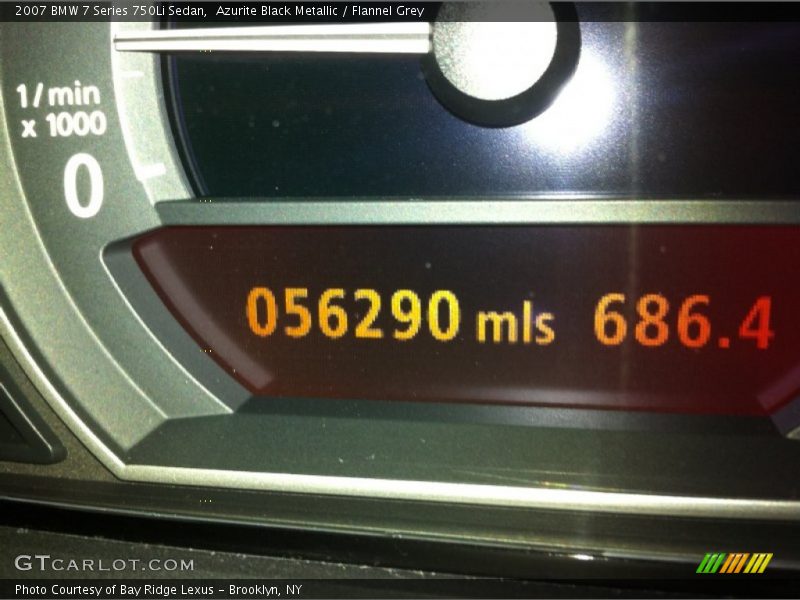 2007 BMW 7 Series 750Li Sedan,  Azurite Black Metallic / Flannel Grey
1/min
x 1000
0
056290 mls 686.4
GTCARLOT.COM
Photo Courtesy of Bay Ridge Lexus - Brooklyn, NY